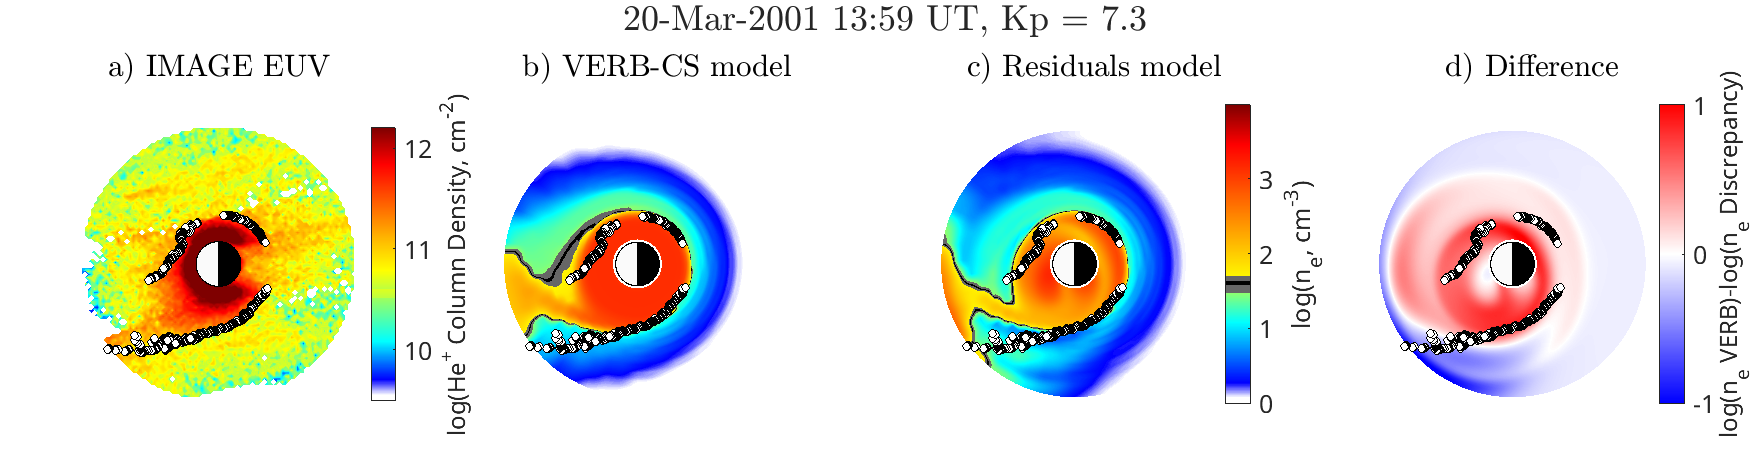 20-Mar-2001 13:59 UT, Kp = 7.3
a) IMAGE EUV
b) VERB-CS model
c) Residuals model
d) Difference
12
11
10
log(He+ Column Density, cm-2)
3
2
1
0
log(ne, cm-3)
1
0
-1
log(ne VERB)-log(ne Discrepancy)